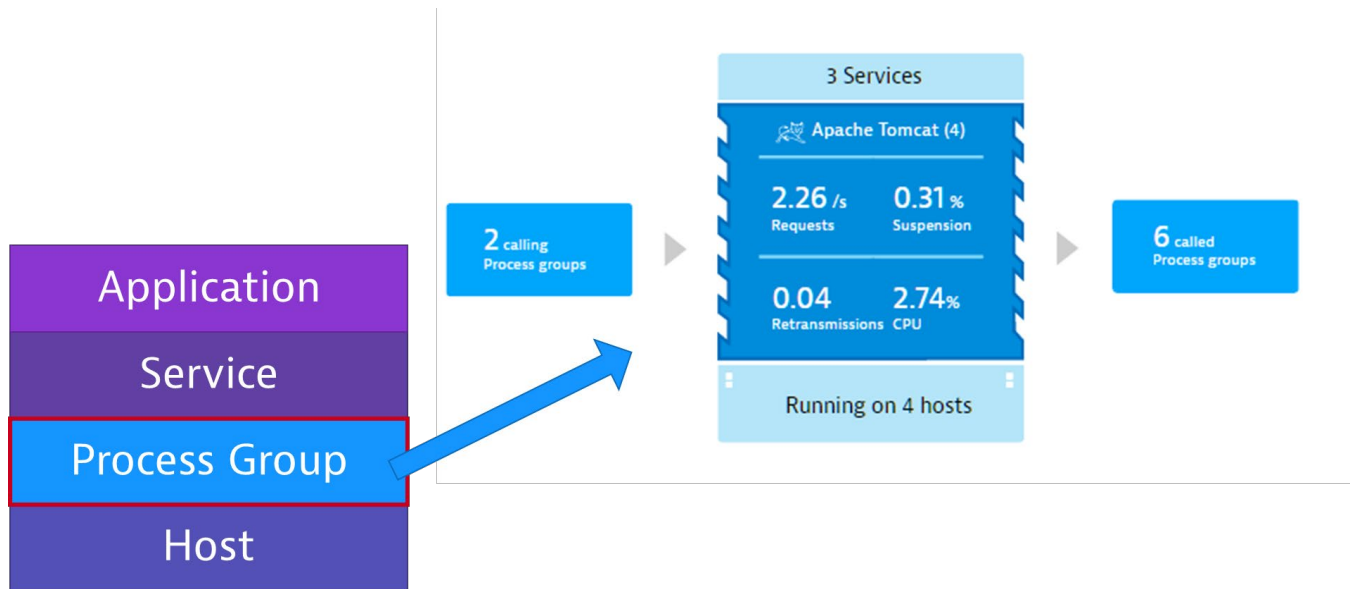 Application
Service
Process Group
Host
2 calling
Process groups
3 Services
Apache Tomcat (4)
2.26 /s 0.31 %
Requests Suspension
0.04 2.74%
Retransmissions CPU
Running on 4 hosts
6 called
Process groups